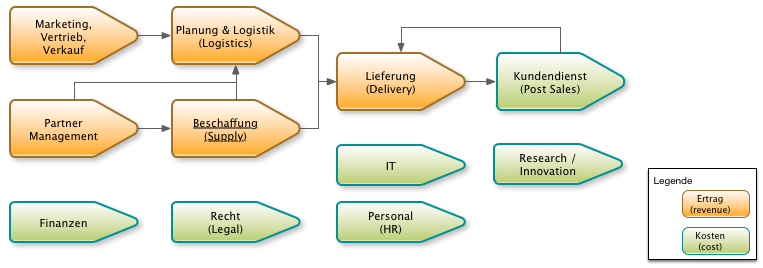 Marketing,
Vertrieb,
Verkauf
Planung & Logistik
(Logistics)
Lieferung
(Delivery)
Kundendienst
(Post Sales)
Partner
Management
Beschaffung
(Supply)
IT
Research /
Innovation
Finanzen
Recht
(Legal)
Personal
(HR)
Legende
Ertrag
(revenue)
Kosten
(cost)